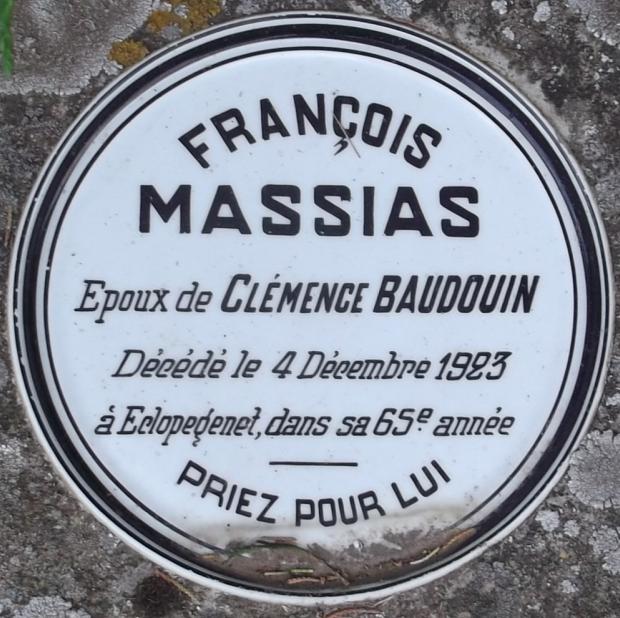 FRANÇOIS
MASSIAS
Epoux de CLÉMENCE BAUDOUIN
Décédé le 4 Décembre 1923
à Eclopegenet, dans sa 65e année
PRIEZ POUR LUI